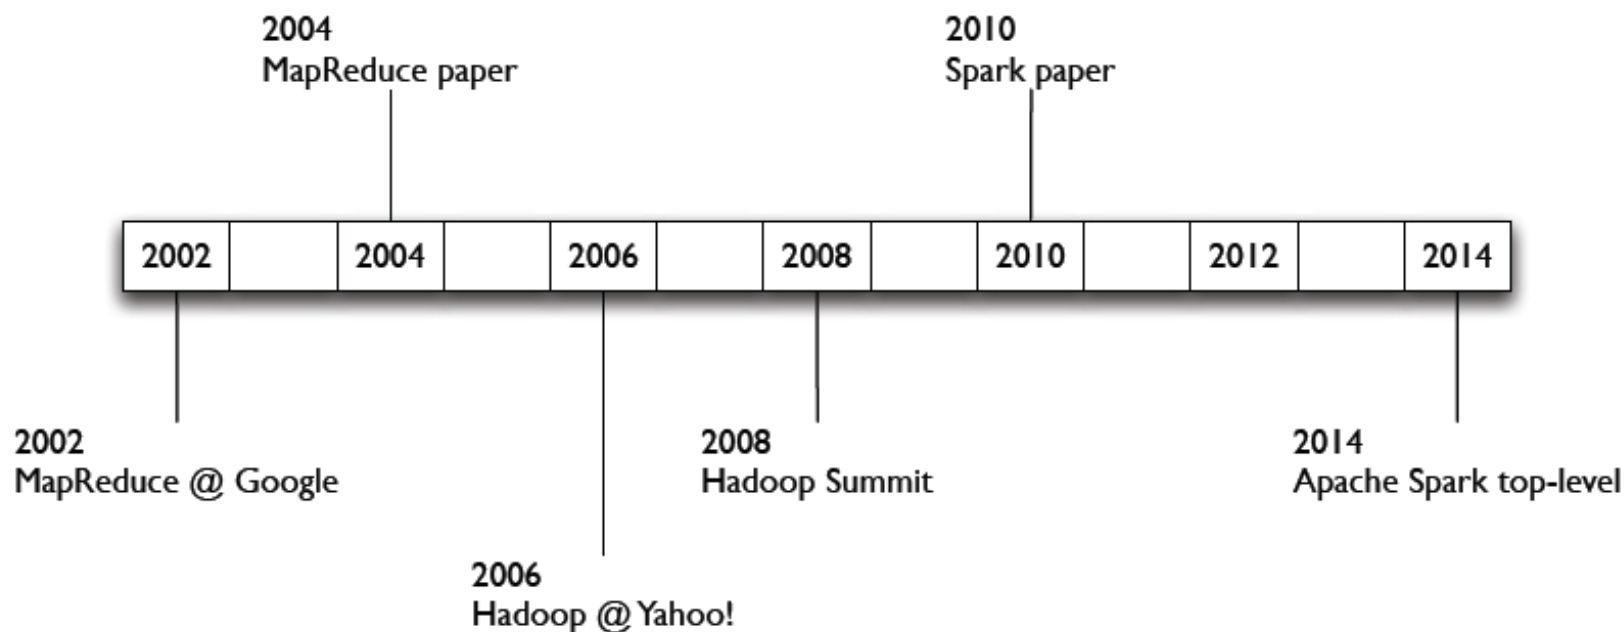 2004
MapReduce paper
2010
Spark paper
2002 2004 2006 2008 2010 2012 2014
2002
MapReduce @ Google
2008
Hadoop Summit
2014
Apache Spark top-level
2006
Hadoop @ Yahoo!